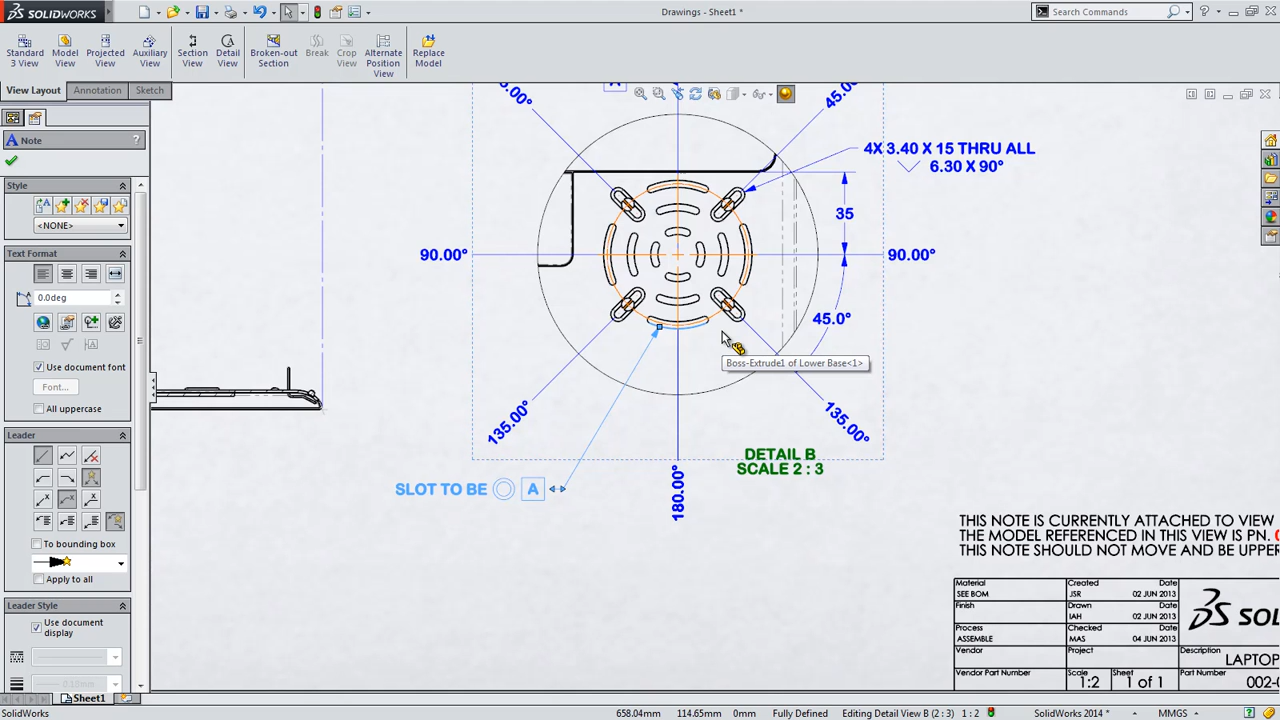 SOLIDWORKS
Drawings - Sheet1 *
Search Commands
Standard
3 View
Model
View
Projected
View
Auxiliary
View
Section
View
Detail
View
Broken-out
Section
Break
Crop
View
Alternate
Position
View
Replace
Model
View Layout
Annotation
Sketch
Note
?
Style
<NONE>
Text Format
0.0deg
Use document font
Font...
All uppercase
Leader
To bounding box
Apply to all
Leader Style
Use document
display
45.
4X 3.40 X 15 THRU ALL
6.30 X 90°
35
90.00°
90.00°
45.0°
Boss-Extrude1 of Lower Base<1>
135.00°
135.00°
180.00°
DETAIL B
SCALE 2 : 3
SLOT TO BE ◎ A
THIS NOTE IS CURRENTLY ATTACHED TO VIEW
THE MODEL REFERENCED IN THIS VIEW IS PN. 0
THIS NOTE SHOULD NOT MOVE AND BE UPPER
Material
SEE BOM
Finish
Process
ASSEMBLE
Vendor
Vendor Part Number
Created
Date
JSR
02 JUN 2013
Drawn
Date
IAH
02 JUN 2013
Checked
Date
MAS
04 JUN 2013
Project
Scale
1:2
Sheet
1 of 1
SOLID
Description
LAPTOP
002-0
Sheet1
SolidWorks
658.04mm
114.65mm
0mm
Fully Defined
Editing Detail View B (2 : 3)
1 : 2
SolidWorks 2014 *
MMGS